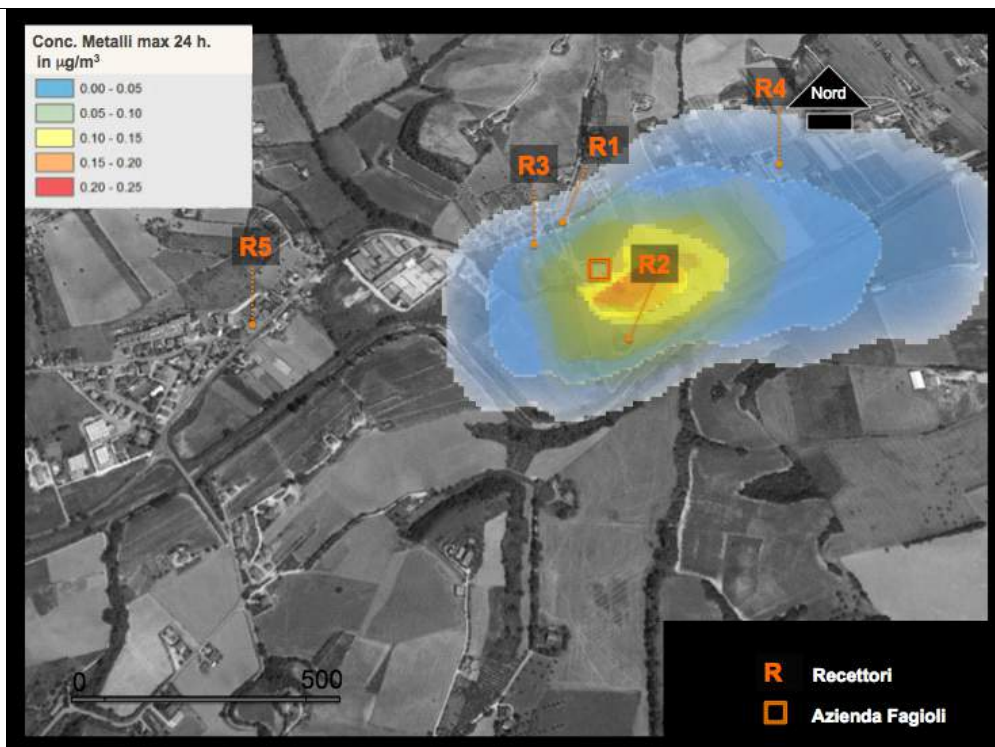 Conc. Metalli max 24 h.
in μg/m³
0.00 - 0.05
0.05 - 0.10
0.10 - 0.15
0.15 - 0.20
0.20 - 0.25
R4
Nord
R1
R3
R5
R2
0
500
R Recettori
Azienda Fagioli